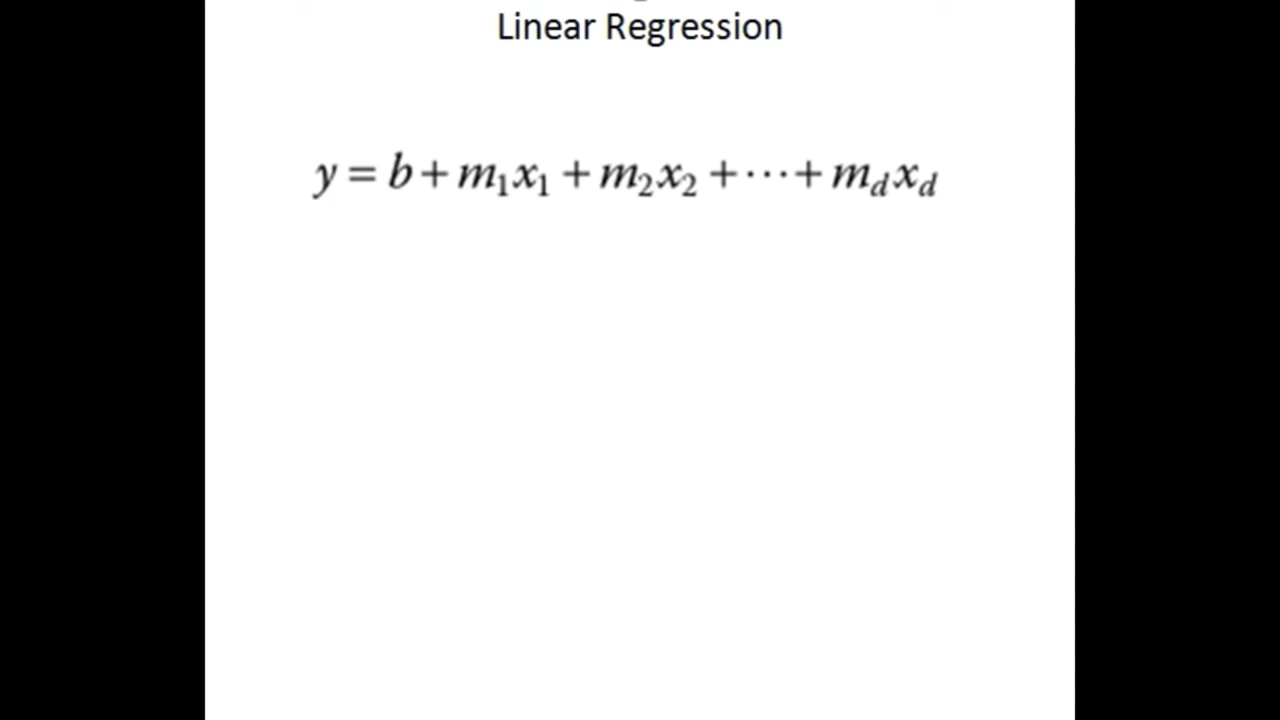 Linear Regression
y = b + m₁x₁ + m₂x₂ + ⋯ + m_d x_d